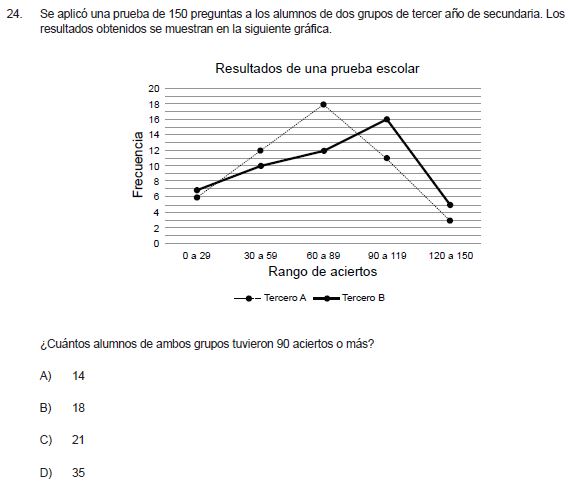 24. Se aplicó una prueba de 150 preguntas a los alumnos de dos grupos de tercer año de secundaria. Los
resultados obtenidos se muestran en la siguiente gráfica.
Resultados de una prueba escolar
20
18
16
14
12
10
8
6
4
2
0
Frecuencia
0 a 29 30 a 59 60 a 89 90 a 119 120 a 150
Rango de aciertos
Tercero A Tercero B
¿Cuántos alumnos de ambos grupos tuvieron 90 aciertos o más?
A) 14
B) 18
C) 21
D) 35